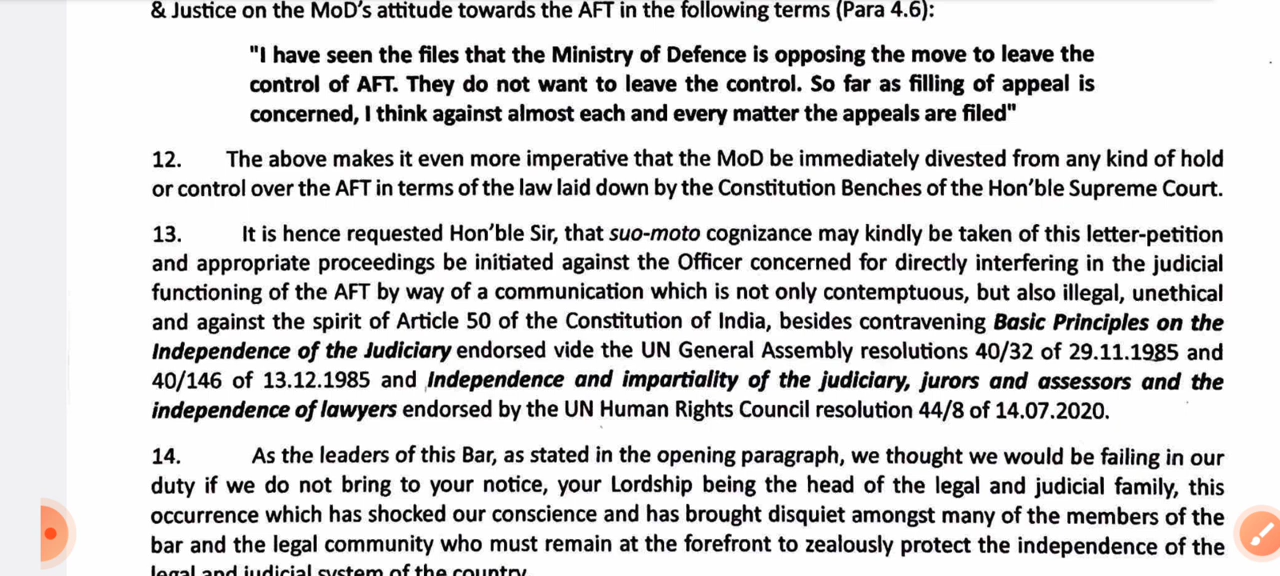 & Justice on the MoD's attitude towards the AFT in the following terms (Para 4.6):
"I have seen the files that the Ministry of Defence is opposing the move to leave the
control of AFT. They do not want to leave the control. So far as filling of appeal is
concerned, I think against almost each and every matter the appeals are filed"
12. The above makes it even more imperative that the MoD be immediately divested from any kind of hold
or control over the AFT in terms of the law laid down by the Constitution Benches of the Hon'ble Supreme Court.
13. It is hence requested Hon'ble Sir, that suo-moto cognizance may kindly be taken of this letter-petition
and appropriate proceedings be initiated against the Officer concerned for directly interfering in the judicial
functioning of the AFT by way of a communication which is not only contemptuous, but also illegal, unethical
and against the spirit of Article 50 of the Constitution of India, besides contravening Basic Principles on the
Independence of the Judiciary endorsed vide the UN General Assembly resolutions 40/32 of 29.11.1985 and
40/146 of 13.12.1985 and Independence and impartiality of the judiciary, jurors and assessors and the
independence of lawyers endorsed by the UN Human Rights Council resolution 44/8 of 14.07.2020.
14. As the leaders of this Bar, as stated in the opening paragraph, we thought we would be failing in our
duty if we do not bring to your notice, your Lordship being the head of the legal and judicial family, this
occurrence which has shocked our conscience and has brought disquiet amongst many of the members of the
bar and the legal community who must remain at the forefront to zealously protect the independence of the
legal and judicial system of the country.